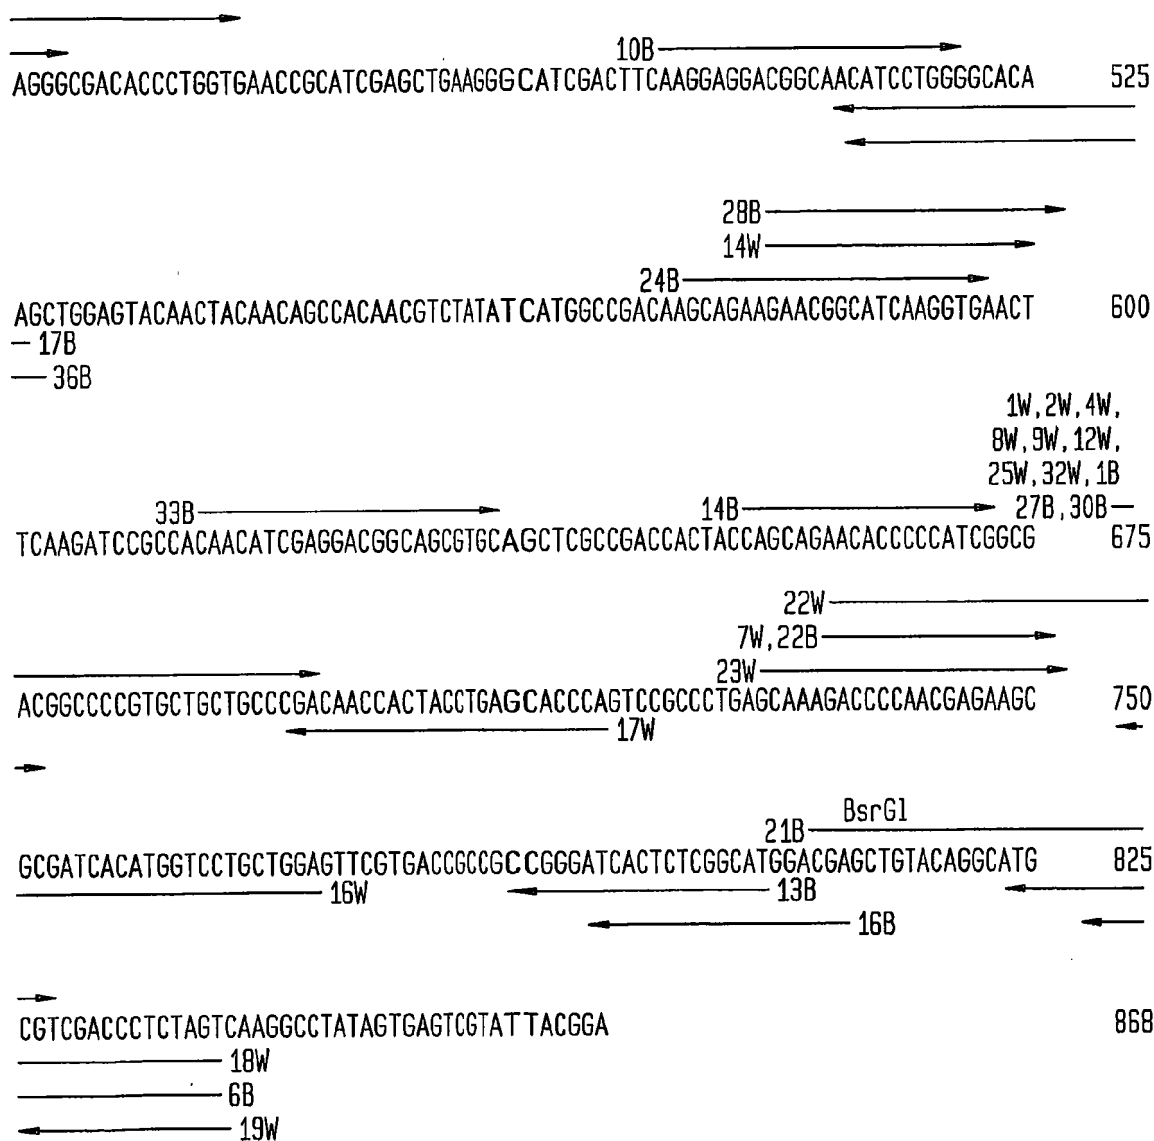 10B
AGGGCGACACCCTGGTGAACCGCATCGAGCTGAAGGGCATCGACTTCAAGGAGGACGGCAACATCCTGGGGCACA 525
28B
14W
24B
AGCTGGAGTACAACTACAACAGCCACAACGTCTATATCATGGCCGACAAGCAGAAGAACGGCATCAAGGTGAACT 600
17B
36B
1W, 2W, 4W,
8W, 9W, 12W,
25W, 32W, 1B
33B 14B 27B, 30B
TCAAGATCCGCCACAACATCGAGGACGGCAGCGTGCAGCTCGCCGACCACTACCAGCAGAACACCCCCATCGGCG 675
22W
7W, 22B
23W
ACGGCCCCGTGCTGCTGCCCGACAACCACTACCTGAGCACCCAGTCCGCCCTGAGCAAAGACCCCAACGAGAAGC 750
17W
BsrG1
21B
GCGATCACATGGTCCTGCTGGAGTTCGTGACCGCCGCCGGGATCACTCTCGGCATGGACGAGCTGTACAGGCATG 825
16W 13B
16B
CGTCGACCCTCTAGTCAAGGCCTATAGTGAGTCGTATTACGGA 868
18W
6B
19W